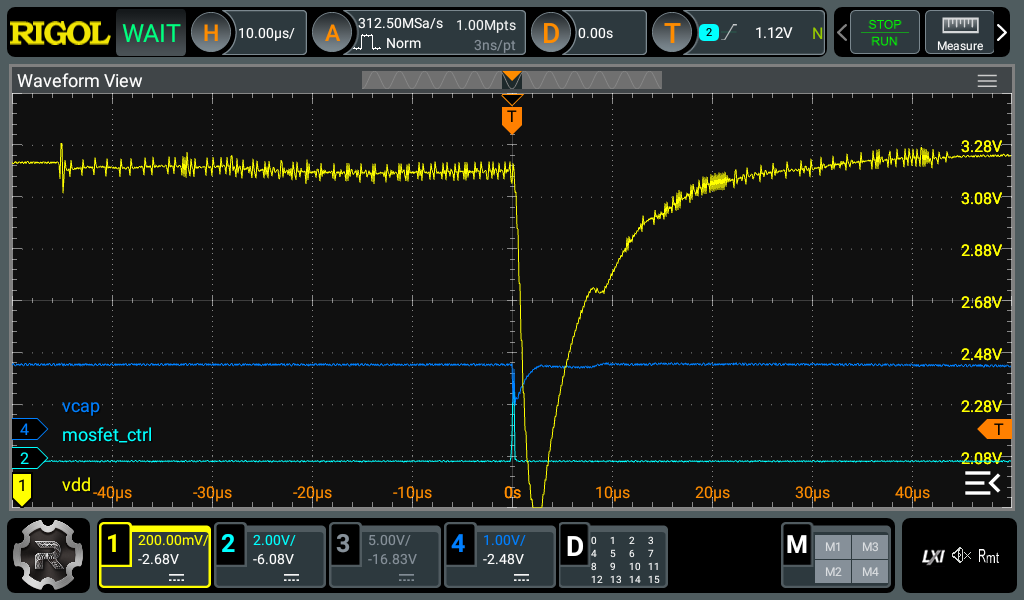 RIGOL WAIT H 10.00µs/ A 312.50MSa/s 1.00Mpts D 0.00s T 2 1.12V N STOP
Norm 3ns/pt RUN Measure
Waveform View
T
3.28V
3.08V
2.88V
2.68V
2.48V
vcap 2.28V
4 mosfet_ctrl T
2 2.08V
1 vdd -40µs -30µs -20µs -10µs 0s 10µs 20µs 30µs 40µs
1 200.00mV/ 2 2.00V/ 3 5.00V/ 4 1.00V/ D 0 1 2 3 M M1 M3
-2.68V -6.08V -16.83V -2.48V 4 5 6 7
8 9 10 11 M2 M4
12 13 14 15
LXI Rmt
R